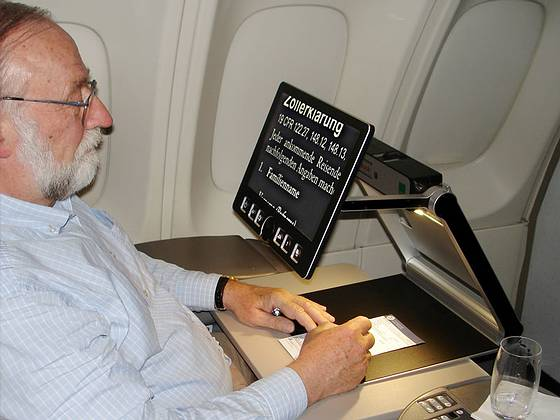 Zollerklärung
19 CFR 122.27, 148.12, 148.13,
Jeder ankommende Reisende
nachfolgenden Angaben mach
1. Familienname